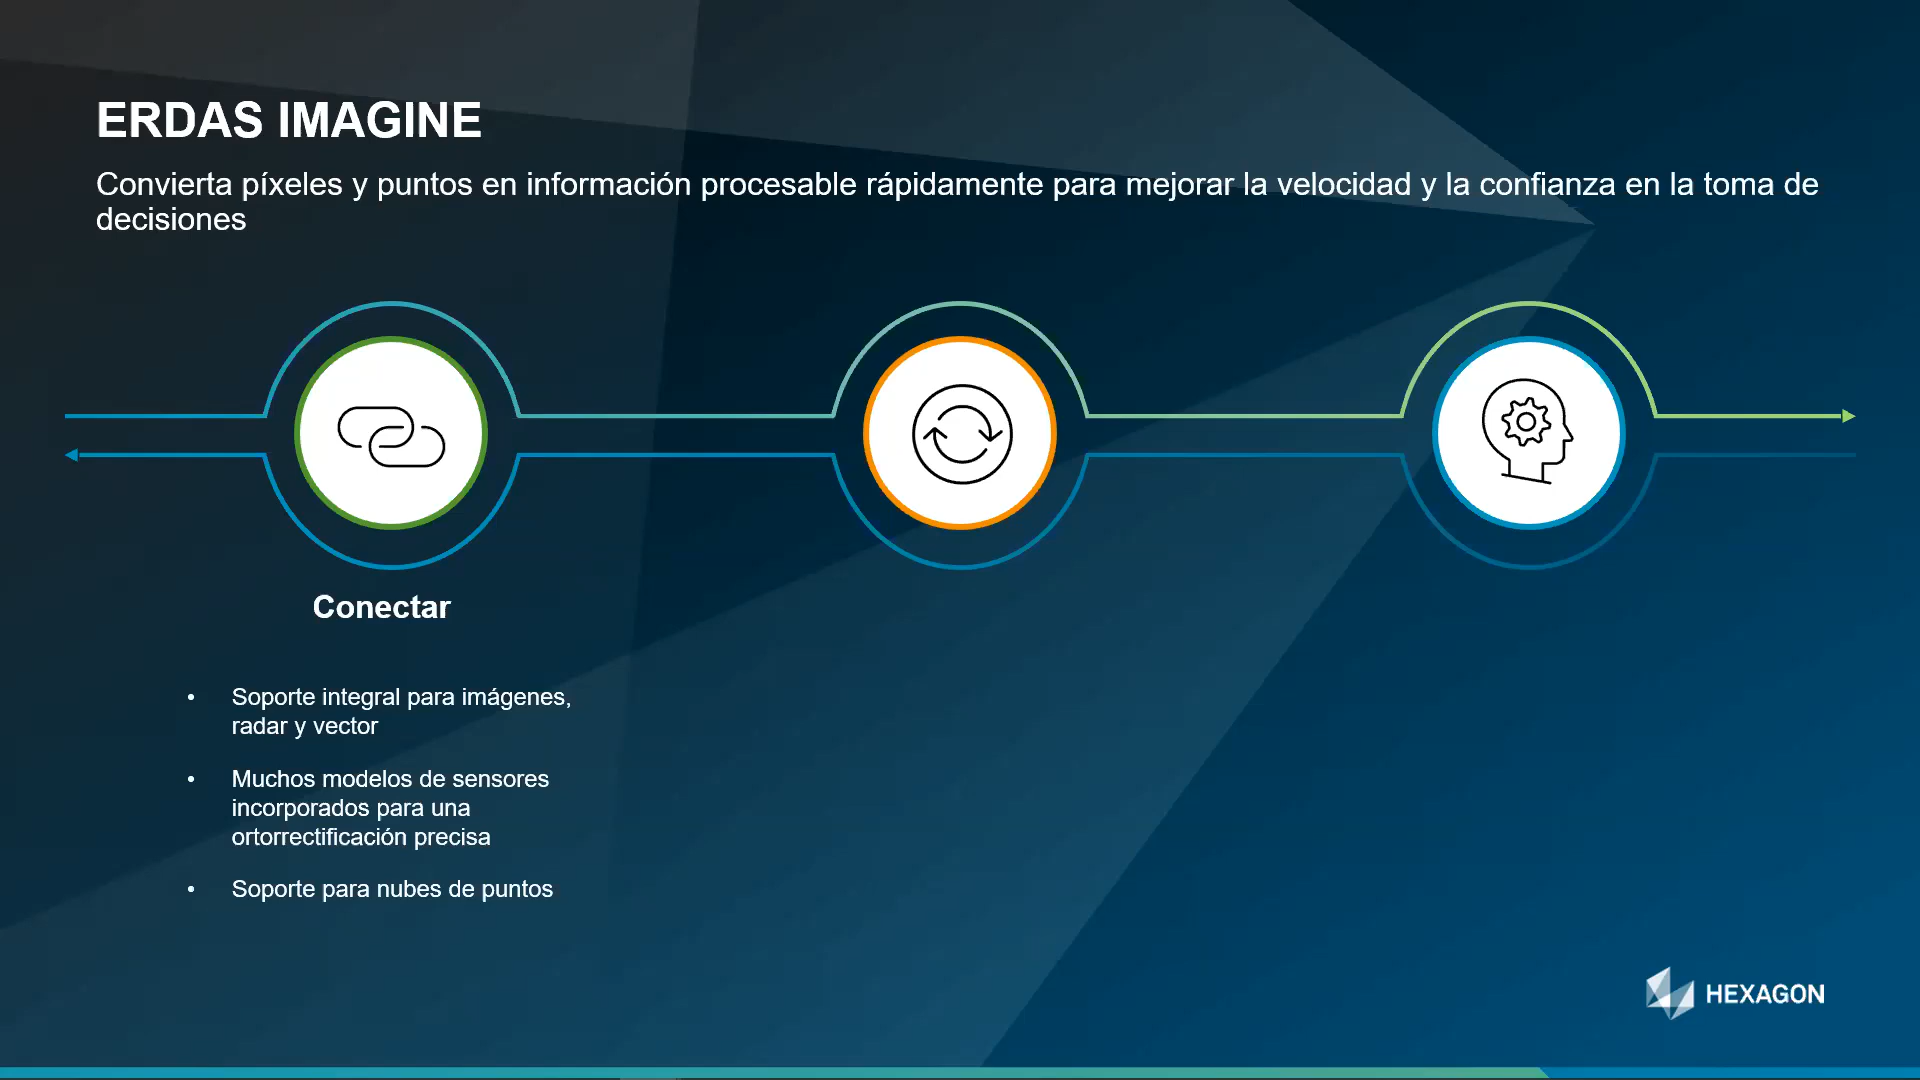 ERDAS IMAGINE
Convierta píxeles y puntos en información procesable rápidamente para mejorar la velocidad y la confianza en la toma de
decisiones
Conectar
• Soporte integral para imágenes,
radar y vector
• Muchos modelos de sensores
incorporados para una
ortorrectificación precisa
• Soporte para nubes de puntos
HEXAGON